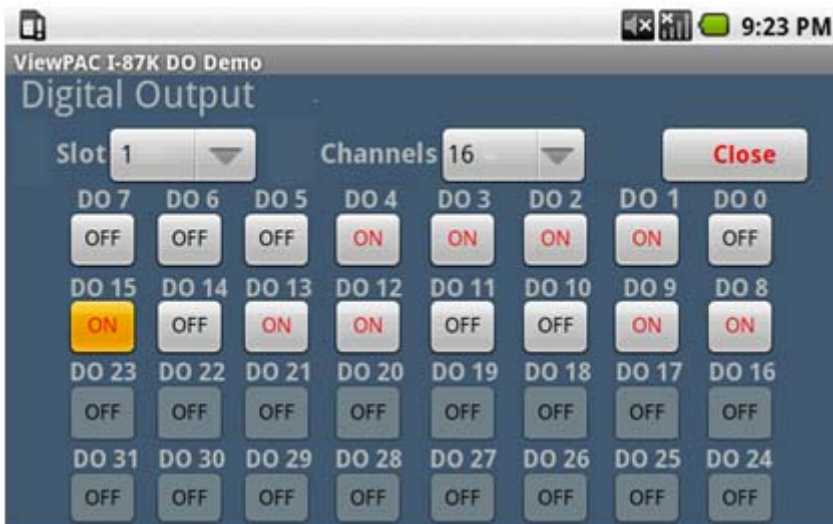 9:23 PM
ViewPAC I-87K DO Demo
Digital Output
Slot 1 Channels 16 Close
DO 7 DO 6 DO 5 DO 4 DO 3 DO 2 DO 1 DO 0
OFF OFF OFF ON ON ON ON OFF
DO 15 DO 14 DO 13 DO 12 DO 11 DO 10 DO 9 DO 8
ON OFF ON ON OFF OFF ON ON
DO 23 DO 22 DO 21 DO 20 DO 19 DO 18 DO 17 DO 16
OFF OFF OFF OFF OFF OFF OFF OFF
DO 31 DO 30 DO 29 DO 28 DO 27 DO 26 DO 25 DO 24
OFF OFF OFF OFF OFF OFF OFF OFF